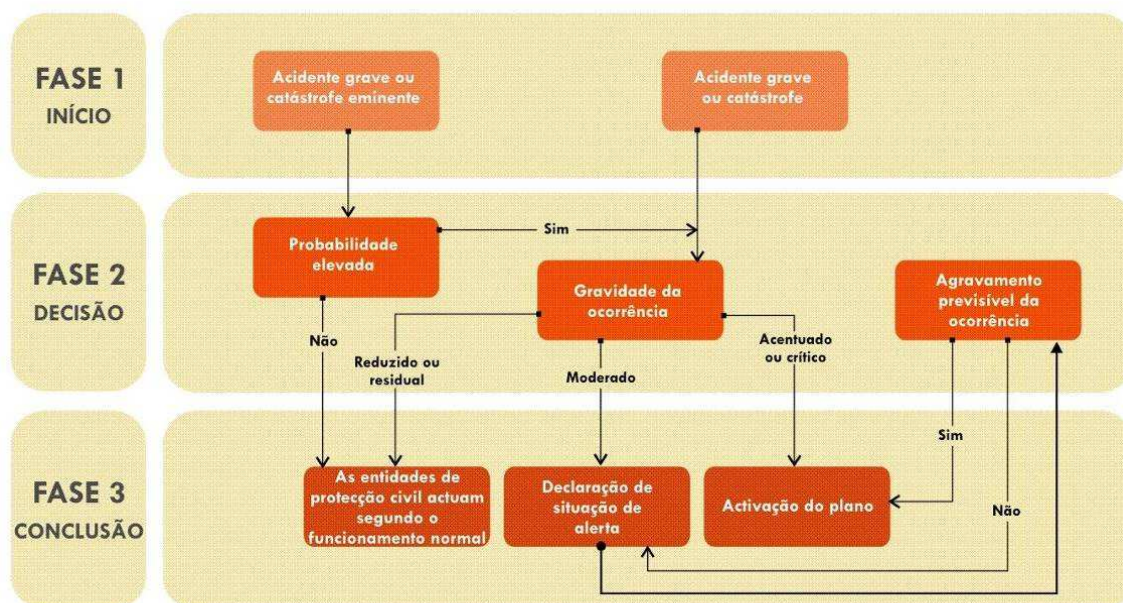 FASE 1
INÍCIO
Acidente grave ou
catástrofe eminente
Acidente grave
ou catástrofe
FASE 2
DECISÃO
Probabilidade
elevada
Sim
Gravidade da
ocorrência
Agravamento
previsível da
ocorrência
Não
Reduzido ou
residual
Moderado
Acentuado
ou crítico
Sim
Não
FASE 3
CONCLUSÃO
As entidades de
protecção civil actuam
segundo o
funcionamento normal
Declaração de
situação de
alerta
Activação do plano